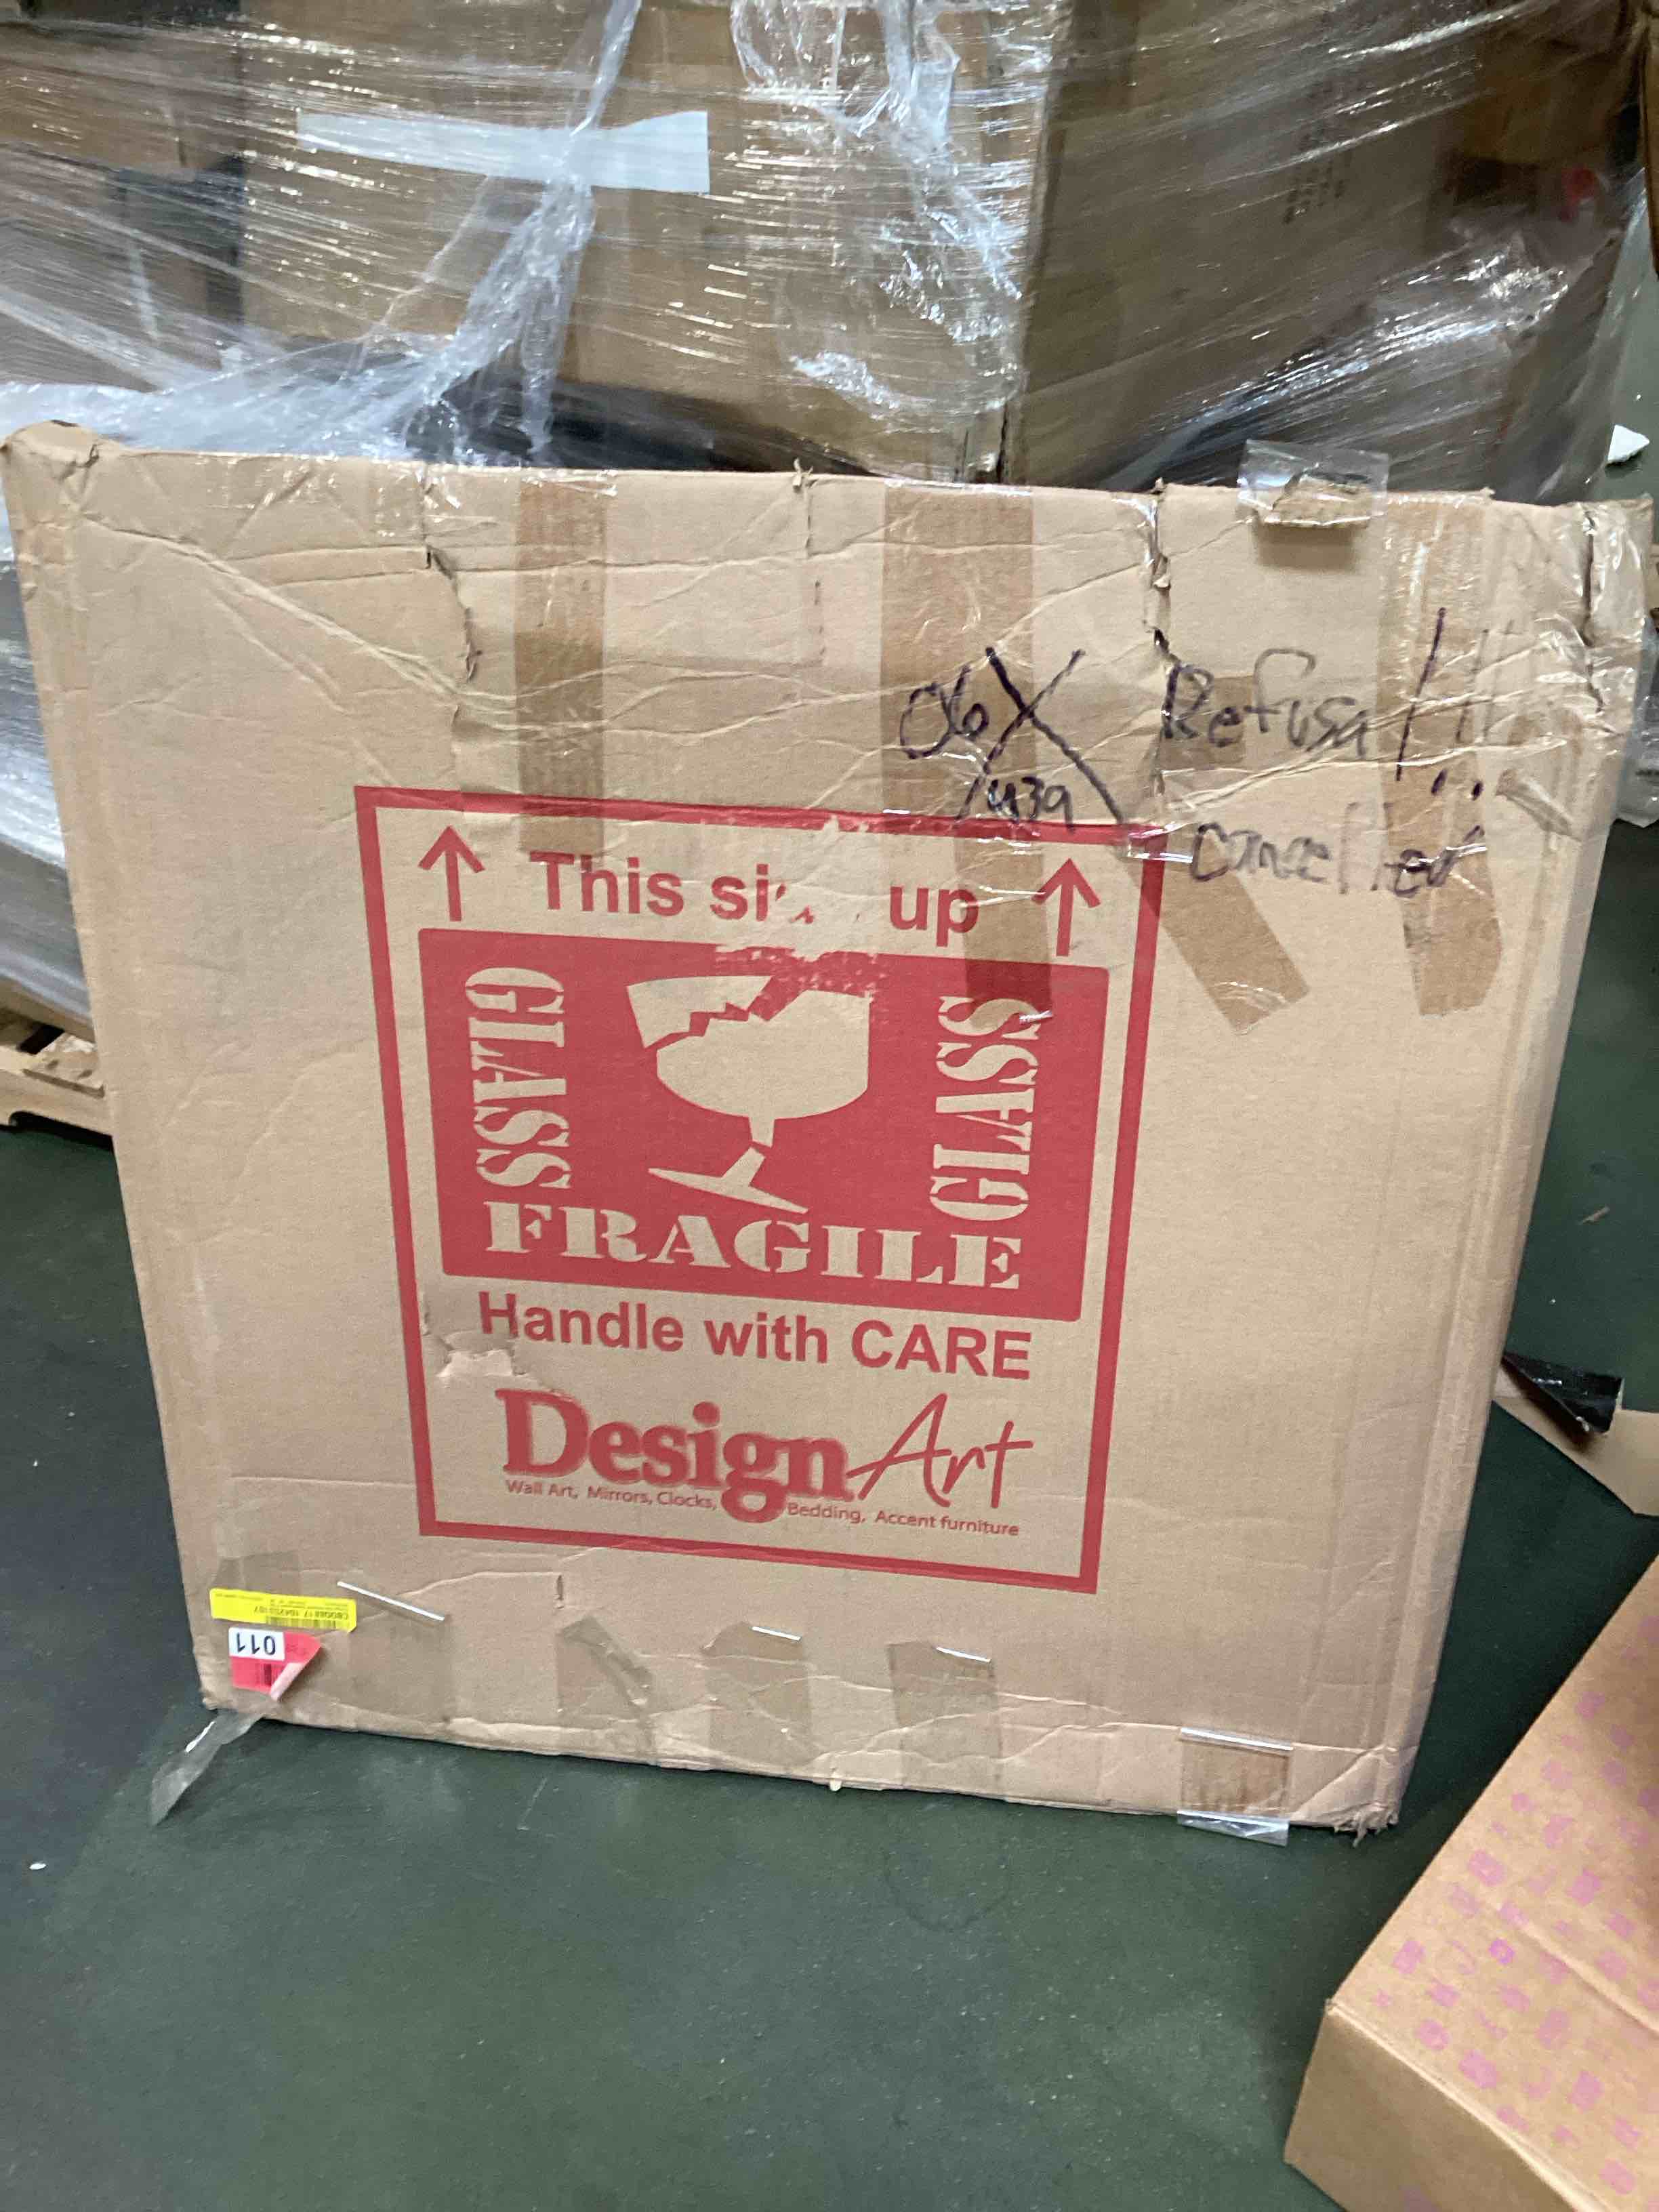 06 Refusal!!!
1439 Cancelled
This si up
GLASS
GLASS
FRAGILE
Handle with CARE
DesignArt
Wall Art, Mirrors, Clocks, Bedding, Accent furniture
011